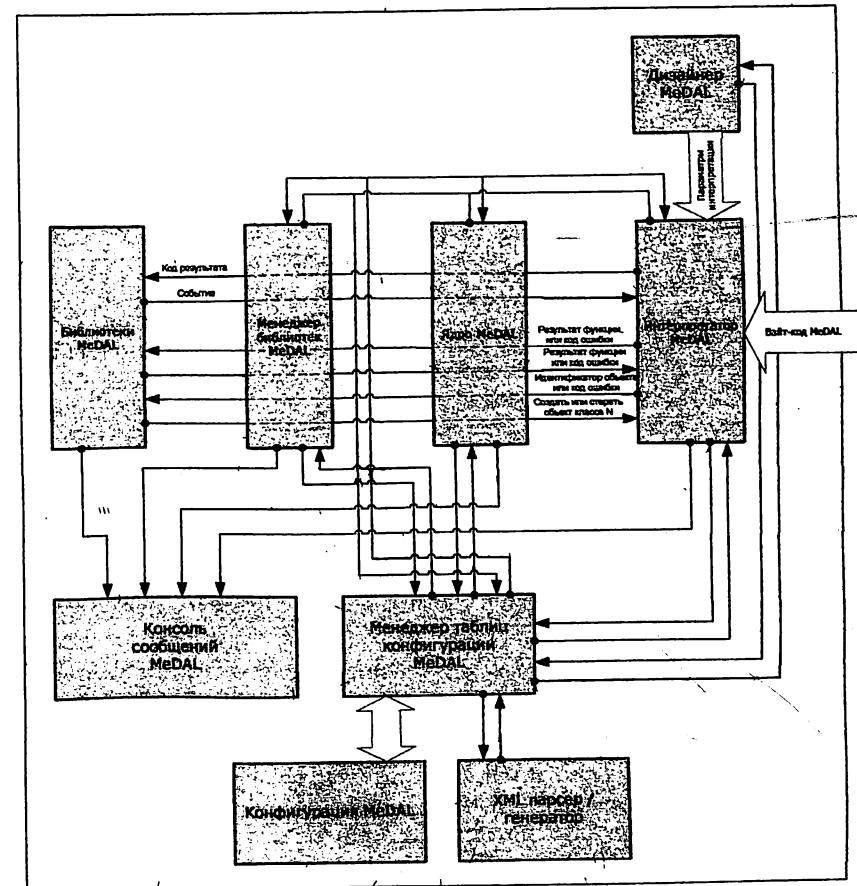 Дизайнер
MeDAL
Параметры
интерпретации
Код результата
Событие
Библиотеки
MeDAL
Менеджер
библиотек
MeDAL
Ядро MeDAL
Результат функции,
или код ошибки
Результат функции
или код ошибки
Идентификатор объекта
или код ошибки
Создать или стереть
объект класса N
Интерпретатор
MeDAL
Байт-код MeDAL
Консоль
сообщений
MeDAL
Менеджер таблиц
конфигурации
MeDAL
Конфигурация MeDAL
XML парсер /
генератор